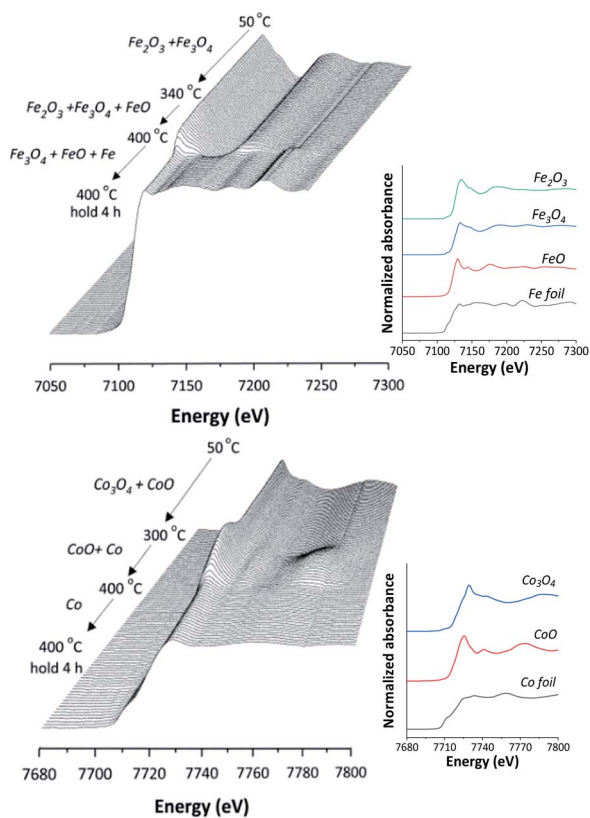 50 °C
Fe2O3 +Fe3O4
340 °C
Fe2O3 +Fe3O4 + FeO
400 °C
Fe3O4 + FeO + Fe
400 °C
hold 4 h
7050 7100 7150 7200 7250 7300
Energy (eV)
Normalized absorbance
Fe2O3
Fe3O4
FeO
Fe foil
7050 7100 7150 7200 7250 7300
Energy (eV)
50 °C
Co3O4 + CoO
300 °C
CoO+ Co
400 °C
Co
400 °C
hold 4 h
7680 7700 7720 7740 7760 7780 7800
Energy (eV)
Normalized absorbance
Co3O4
CoO
Co foil
7680 7710 7740 7770 7800
Energy (eV)